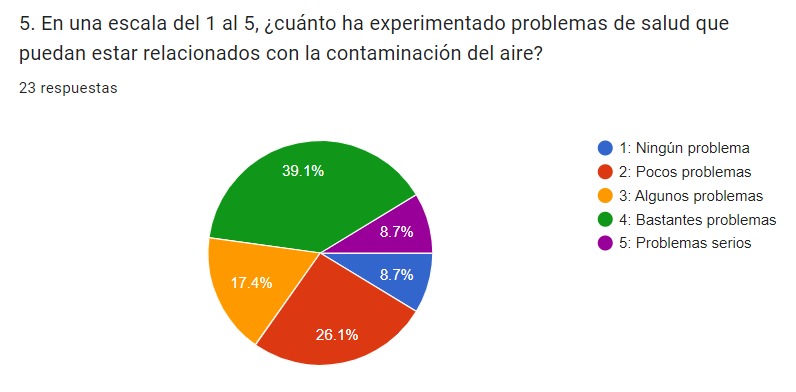 5. En una escala del 1 al 5, ¿cuánto ha experimentado problemas de salud que
puedan estar relacionados con la contaminación del aire?
23 respuestas
39.1%
8.7%
8.7%
17.4%
26.1%
1: Ningún problema
2: Pocos problemas
3: Algunos problemas
4: Bastantes problemas
5: Problemas serios